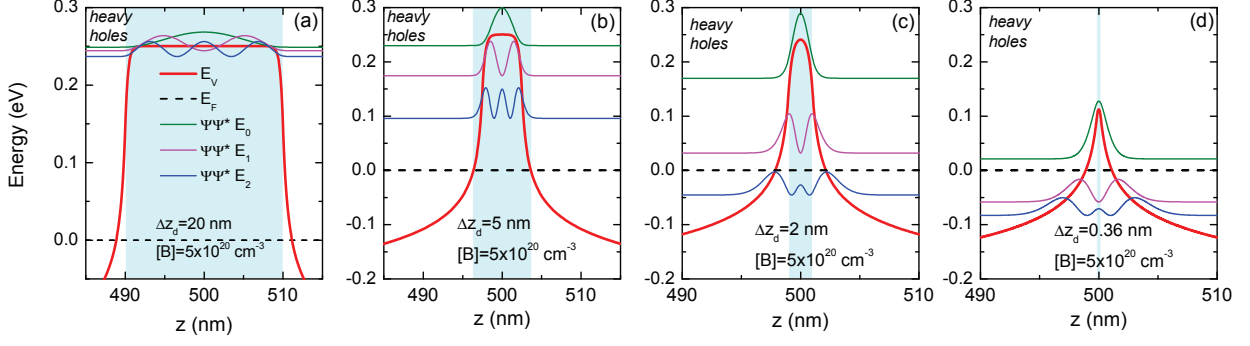 heavy
holes
(a)
E_V
E_F
ΨΨ* E_0
ΨΨ* E_1
ΨΨ* E_2
Δz_d=20 nm
[B]=5x10^20 cm^-3
Energy (eV)
0.3
0.2
0.1
0.0
490 500 510
z (nm)
heavy
holes
(b)
Δz_d=5 nm
[B]=5x10^20 cm^-3
0.3
0.2
0.1
0.0
-0.1
-0.2
490 500 510
z (nm)
heavy
holes
(c)
Δz_d=2 nm
[B]=5x10^20 cm^-3
0.3
0.2
0.1
0.0
-0.1
-0.2
490 500 510
z (nm)
heavy
holes
(d)
Δz_d=0.36 nm
[B]=5x10^20 cm^-3
0.3
0.2
0.1
0.0
-0.1
-0.2
490 500 510
z (nm)